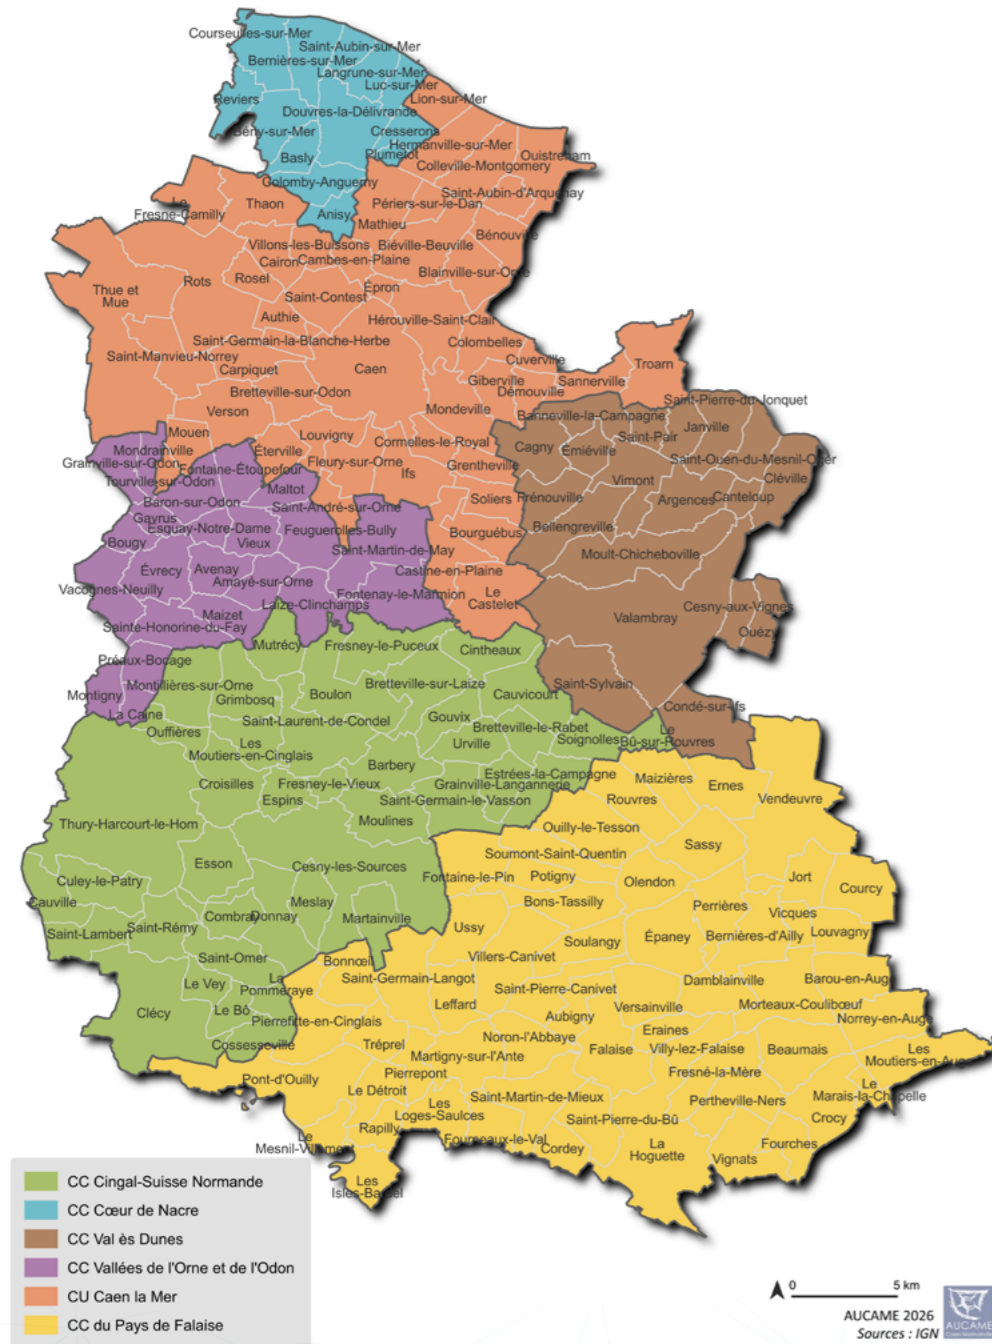 Courseulles-sur-Mer
Saint-Aubin-sur-Mer
Bernières-sur-Mer
Langrune-sur-Mer
Luc-sur-Mer
Reviers
Lion-sur-Mer
Douvres-la-Délivrande
Bény-sur-Mer
Cresserons
Hermanville-sur-Mer
Basly
Plumetot
Ouistreham
Colleville-Montgomery
Colomby-Anguerny
Saint-Aubin-d'Arquenay
Le
Fresne-Camilly
Thaon
Anisy
Périers-sur-le-Dan
Mathieu
Bénouville
Villons-les-Buissons
Biéville-Beuville
Cairon
Cambes-en-Plaine
Blainville-sur-Orne
Thue et
Mue
Rots
Rosel
Épron
Saint-Contest
Authie
Hérouville-Saint-Clair
Saint-Germain-la-Blanche-Herbe
Colombelles
Saint-Manvieu-Norrey
Carpiquet
Caen
Cuverville
Troarn
Bretteville-sur-Odon
Giberville
Démouville
Sannerville
Verson
Mondeville
Saint-Pierre-du-Jonquet
Banneville-la-Campagne
Janville
Mouen
Louvigny
Cormelles-le-Royal
Saint-Pair
Mondrainville
Éterville
Cagny
Émiéville
Grainville-sur-Odon
Fontaine-Étoupefour
Fleury-sur-Orne
Ifs
Grentheville
Saint-Ouen-du-Mesnil-Oger
Tourville-sur-Odon
Maltot
Vimont
Cléville
Baron-sur-Odon
Saint-André-sur-Orne
Soliers
Frénouville
Argences
Canteloup
Gavrus
Esquay-Notre-Dame
Feuguerolles-Bully
Bourguébus
Bellengreville
Bougy
Vieux
Saint-Martin-de-May
Moult-Chicheboville
Évrecy
Avenay
Amayé-sur-Orne
Castine-en-Plaine
Vacognes-Neuilly
Fontenay-le-Marmion
Le
Castelet
Laize-Clinchamps
Cesny-aux-Vignes
Maizet
Valambray
Sainte-Honorine-du-Fay
Ouézy
Mutrécy
Fresney-le-Puceux
Cintheaux
Préaux-Bocage
Montigny
Montillières-sur-Orne
Grimbosq
Boulon
Bretteville-sur-Laize
Cauvicourt
Saint-Sylvain
La Caine
Condé-sur-Ifs
Ouffières
Saint-Laurent-de-Condel
Gouvix
Bretteville-le-Rabet
Soignolles
Le
Bû-sur-Rouvres
Les
Moutiers-en-Cinglais
Urville
Barbery
Croisilles
Fresney-le-Vieux
Estrées-la-Campagne
Grainville-Langannerie
Maizières
Ernes
Espins
Saint-Germain-le-Vasson
Rouvres
Vendeuvre
Thury-Harcourt-le-Hom
Moulines
Ouilly-le-Tesson
Sassy
Esson
Cesny-les-Sources
Soumont-Saint-Quentin
Culey-le-Patry
Fontaine-le-Pin
Potigny
Olendon
Jort
Courcy
Cauville
Meslay
Bons-Tassilly
Perrières
Vicques
Combray
Donnay
Martainville
Saint-Lambert
Saint-Rémy
Ussy
Soulangy
Épaney
Bernières-d'Ailly
Louvagny
Saint-Omer
Bonnœil
Villers-Canivet
Le Vey
La
Pommeraye
Saint-Germain-Langot
Saint-Pierre-Canivet
Damblainville
Barou-en-Auge
Clécy
Le Bô
Leffard
Versainville
Morteaux-Coulibœuf
Pierrefitte-en-Cinglais
Aubigny
Norrey-en-Auge
Cossesseville
Tréprel
Noron-l'Abbaye
Eraines
Martigny-sur-l'Ante
Falaise
Villy-lez-Falaise
Beaumais
Les
Moutiers-en-Auge
Pont-d'Ouilly
Pierrepont
Fresné-la-Mère
Le Détroit
Saint-Martin-de-Mieux
Pertheville-Ners
Le
Marais-la-Chapelle
Les
Loges-Saulces
Saint-Pierre-du-Bû
Crocy
Rapilly
Le
Mesnil-Villement
Fourneaux-le-Val
Cordey
La
Hoguette
Vignats
Fourches
Les
Isles-Bardel
CC Cingal-Suisse Normande
CC Cœur de Nacre
CC Val ès Dunes
CC Vallées de l'Orne et de l'Odon
CU Caen la Mer
CC du Pays de Falaise
0 5 km
AUCAME 2026
Sources : IGN
AUCAME